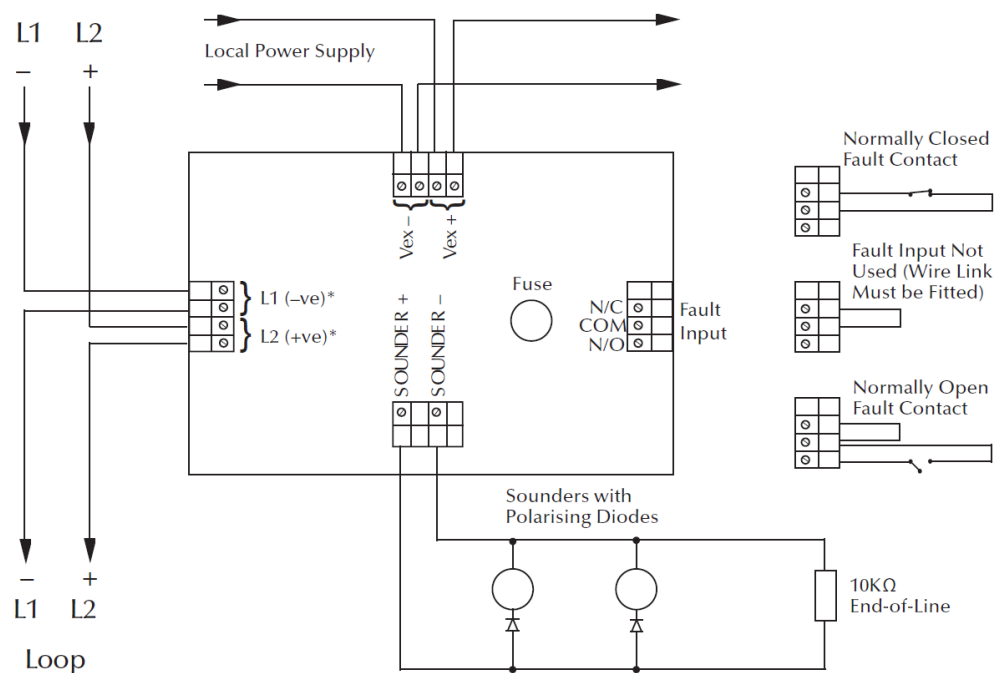 L1 L2
– +
Local Power Supply
Normally Closed
Fault Contact
Vex –
Vex +
Fault Input Not
Used (Wire Link
Must be Fitted)
Fuse
L1 (–ve)*
L2 (+ve)*
SOUNDER +
SOUNDER –
N/C
COM
N/O
Fault
Input
Normally Open
Fault Contact
Sounders with
Polarising Diodes
10KΩ
End-of-Line
– +
L1 L2
Loop